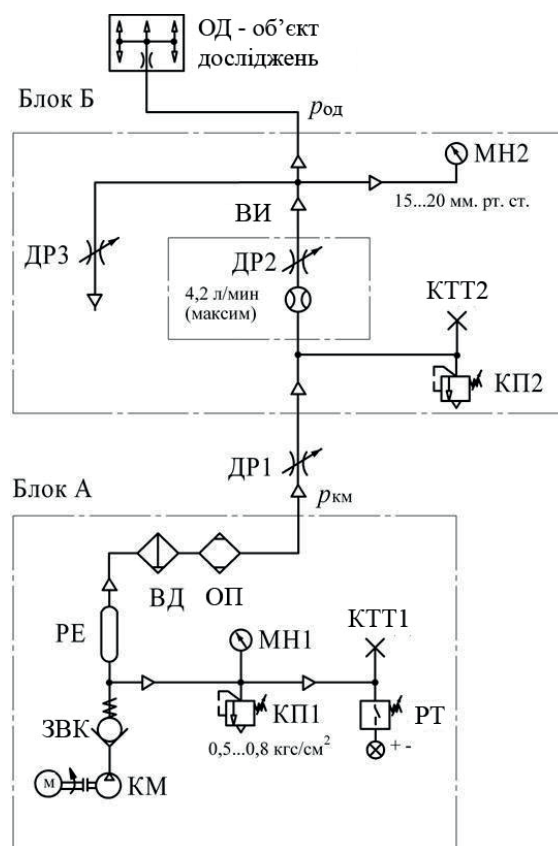 ОД - об’єкт
досліджень
Блок Б
pод
МН2
15...20 мм. рт. ст.
ВИ
ДР3
ДР2
4,2 л/мин
(максим)
КТТ2
КП2
ДР1
Блок А
pкм
ВД
ОП
РЕ
МН1
КТТ1
ЗВК
КП1
РТ
0,5...0,8 кгс/см²
+ -
М
КМ